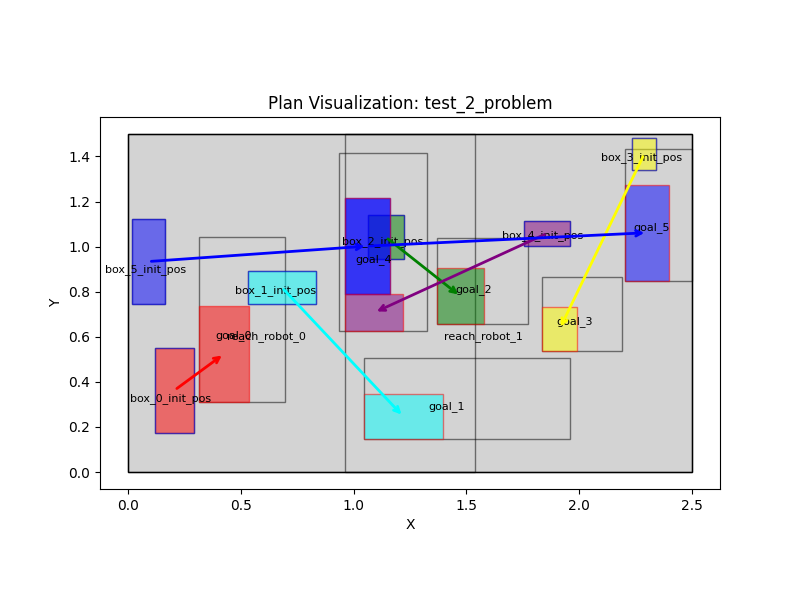 Plan Visualization: test_2_problem
Y
1.4
1.2
1.0
0.8
0.6
0.4
0.2
0.0
box_3_init_pos
goal_5
box_4_init_pos
box_2_init_pos
goal_4
box_5_init_pos
box_1_init_pos
goal_2
goal_3
goal_0
reach_robot_0
reach_robot_1
box_0_init_pos
goal_1
0.0
0.5
1.0
1.5
2.0
2.5
X